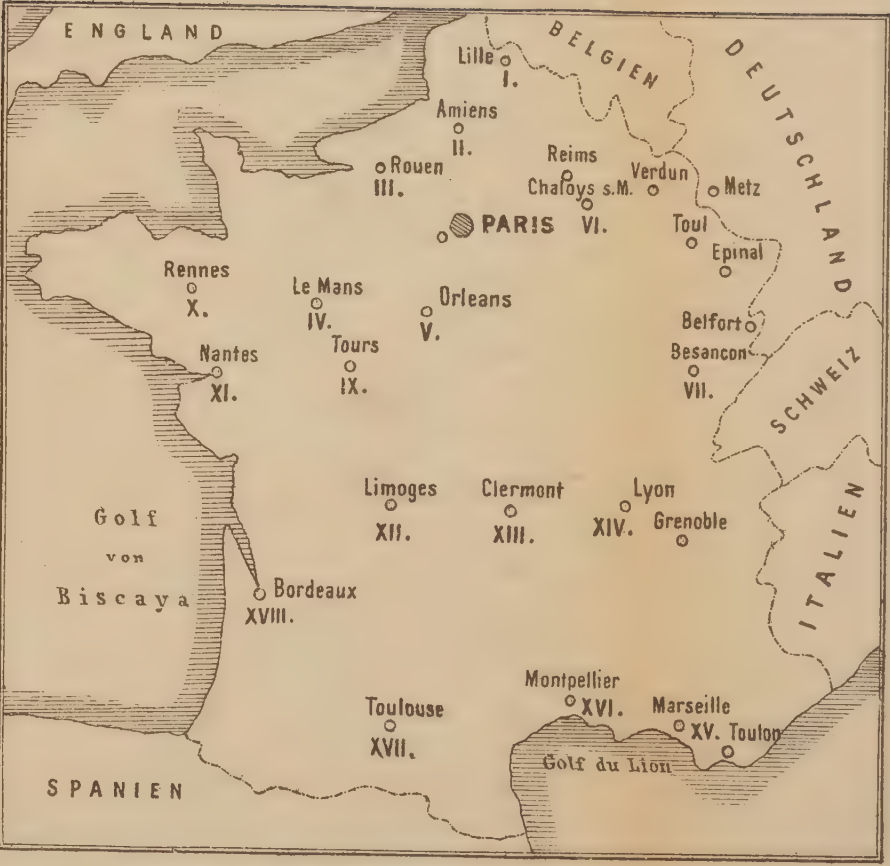 ENGLAND
BELGIEN
DEUTSCHLAND
Lille
I.
Amiens
II.
Rouen
III.
Reims
Chaloys s.M.
VI.
Verdun
Metz
PARIS
Toul
Epinal
Rennes
X.
Le Mans
IV.
Orleans
V.
Belfort
Nantes
XI.
Tours
IX.
Besancon
VII.
SCHWEIZ
Limoges
XII.
Clermont
XIII.
Lyon
XIV.
Grenoble
ITALIEN
Golf
von
Biscaya
Bordeaux
XVIII.
Toulouse
XVII.
Montpellier
XVI.
Marseille
XV.
Toulon
Golf du Lion
SPANIEN